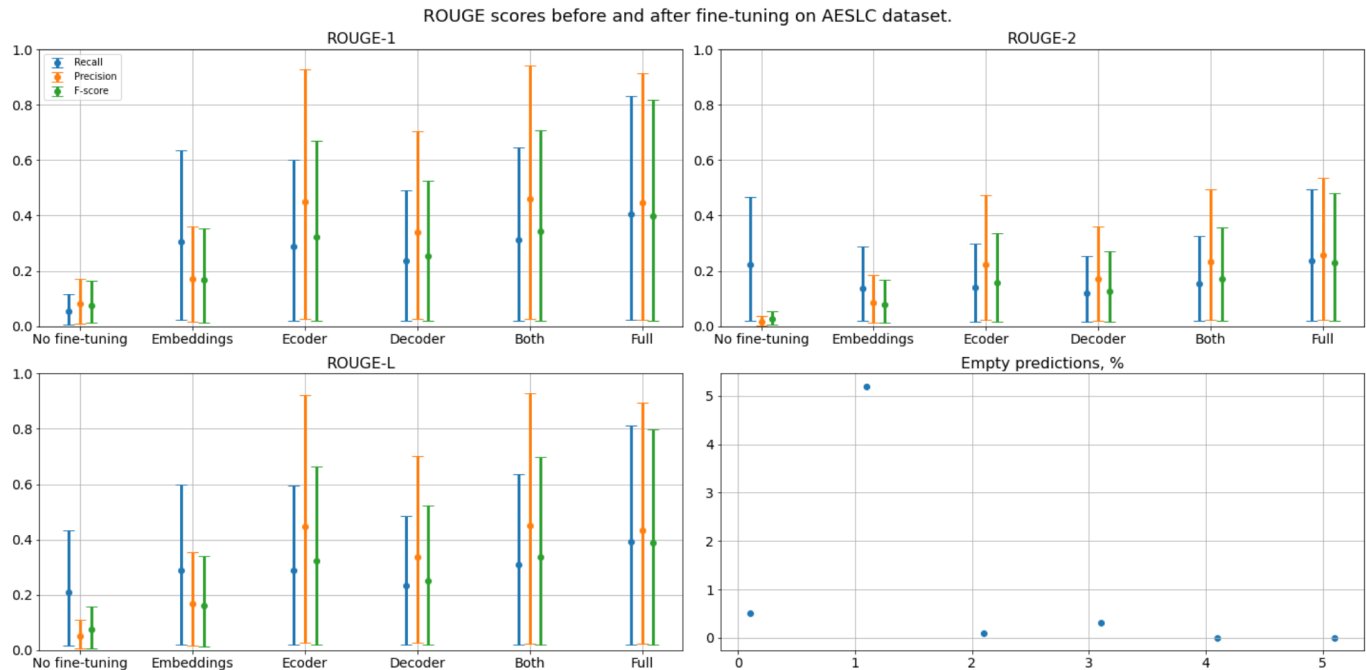 ROUGE scores before and after fine-tuning on AESLC dataset.
ROUGE-1
1.0
0.8
0.6
0.4
0.2
0.0
Recall
Precision
F-score
No fine-tuning Embeddings Ecoder Decoder Both Full
ROUGE-2
1.0
0.8
0.6
0.4
0.2
0.0
No fine-tuning Embeddings Ecoder Decoder Both Full
ROUGE-L
1.0
0.8
0.6
0.4
0.2
0.0
No fine-tuning Embeddings Ecoder Decoder Both Full
Empty predictions, %
5
4
3
2
1
0
0 1 2 3 4 5